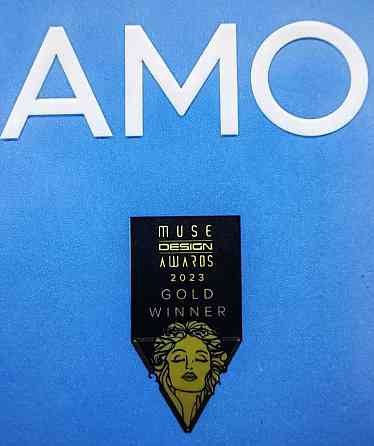 AMO
MUSE
DESIGN
AWARDS
2023
GOLD
WINNER